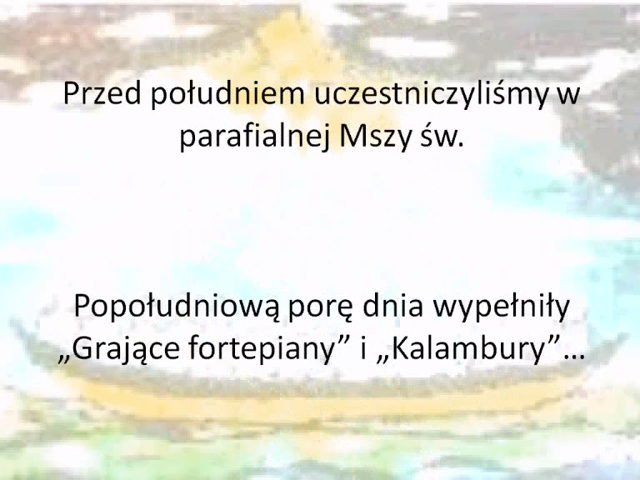 Przed południem uczestniczyliśmy w
parafialnej Mszy św.
Popołudniową porę dnia wypełniły
„Grające fortepiany” i „Kalambury”...